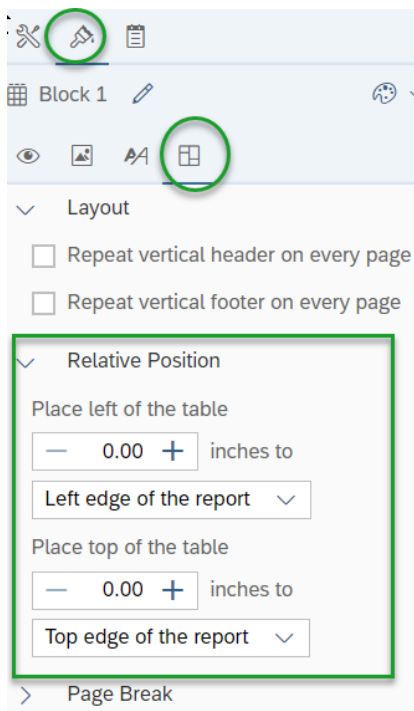 Block 1
Layout
Repeat vertical header on every page
Repeat vertical footer on every page
Relative Position
Place left of the table
0.00 inches to
Left edge of the report
Place top of the table
0.00 inches to
Top edge of the report
Page Break